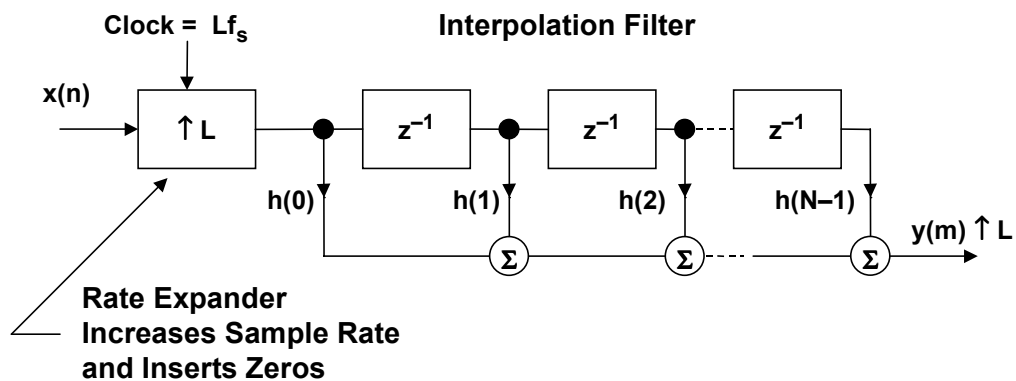 Clock = Lfs
Interpolation Filter
x(n)
↑ L
z–1
z–1
z–1
h(0)
h(1)
h(2)
h(N–1)
y(m) ↑ L
Σ
Σ
Σ
Rate Expander
Increases Sample Rate
and Inserts Zeros